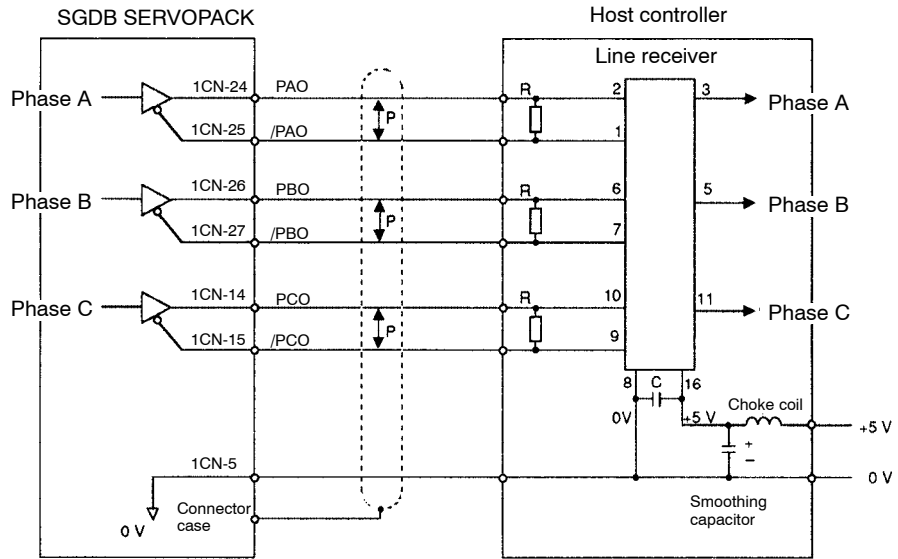 SGDB SERVOPACK
Host controller
Line receiver
Phase A
1CN-24
PAO
P
R
2
3
Phase A
1CN-25
/PAO
1
Phase B
1CN-26
PBO
P
R
6
5
Phase B
1CN-27
/PBO
7
Phase C
1CN-14
PCO
P
R
10
11
Phase C
1CN-15
/PCO
9
8
C
16
0V
+5 V
Choke coil
+5 V
+
−
1CN-5
0 V
0 V
Connector
case
Smoothing
capacitor